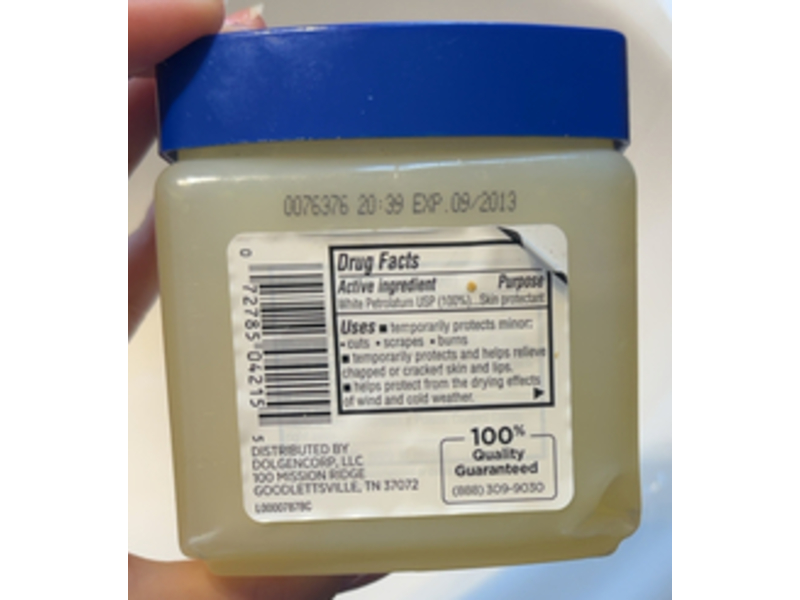 0076376 20:39 EXP.09/2013
Drug Facts
Active ingredient Purpose
White Petrolatum USP (100%)...Skin protectant
Uses ■ temporarily protects minor:
• cuts • scrapes • burns
■ temporarily protects and helps relieve
chapped or cracked skin and lips.
■ helps protect from the drying effects
of wind and cold weather.
0 72785 04215 5
DISTRIBUTED BY
DOLGENCORP, LLC
100 MISSION RIDGE
GOODLETTSVILLE, TN 37072
100%
Quality
Guaranteed
(888) 309-9030